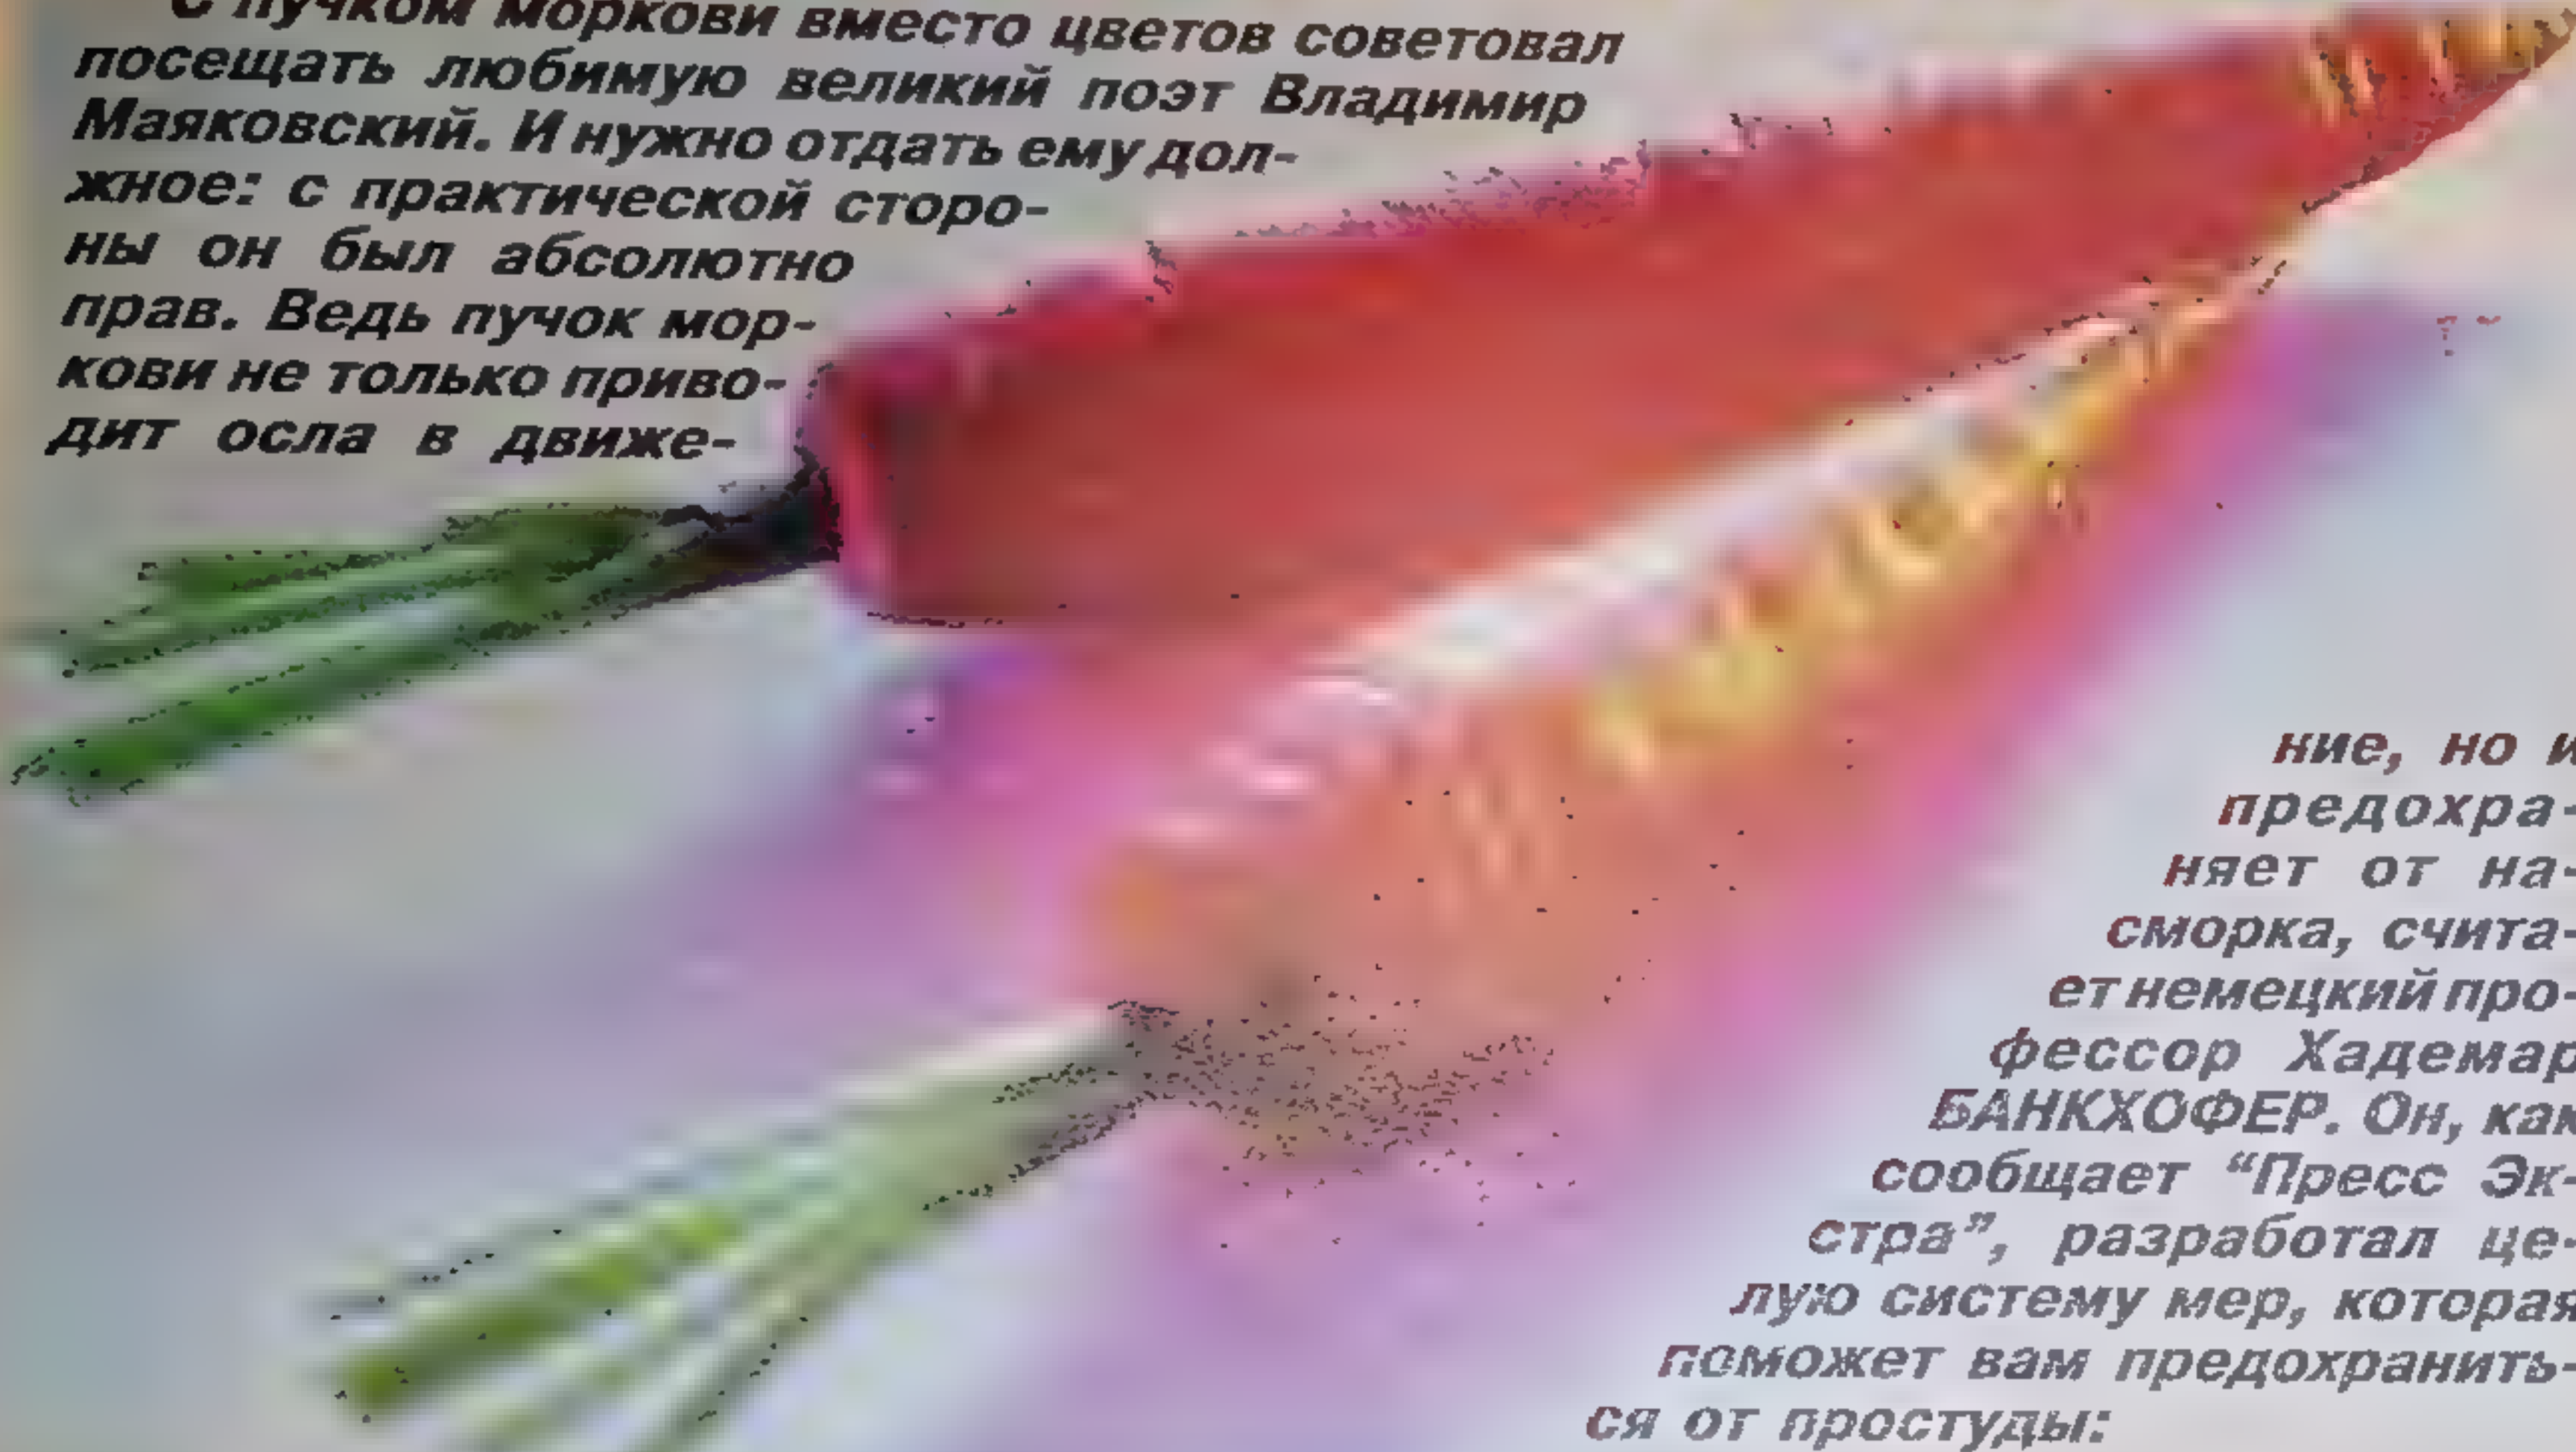 С пучком моркови вместо цветов советовал
посещать любимую великий поэт Владимир
Маяковский. И нужно отдать ему дол-
жное: с практической сторо-
ны он был абсолютно
прав. Ведь пучок мор-
кови не только приво-
дит осла в движе-
ние, но и
предохра-
няет от на-
сморка, счита-
ет немецкий про-
фессор Хадемар
БАНКХОФЕР. Он, как
сообщает “Пресс Эк-
стра”, разработал це-
лую систему мер, которая
поможет вам предохранить-
ся от простуды: